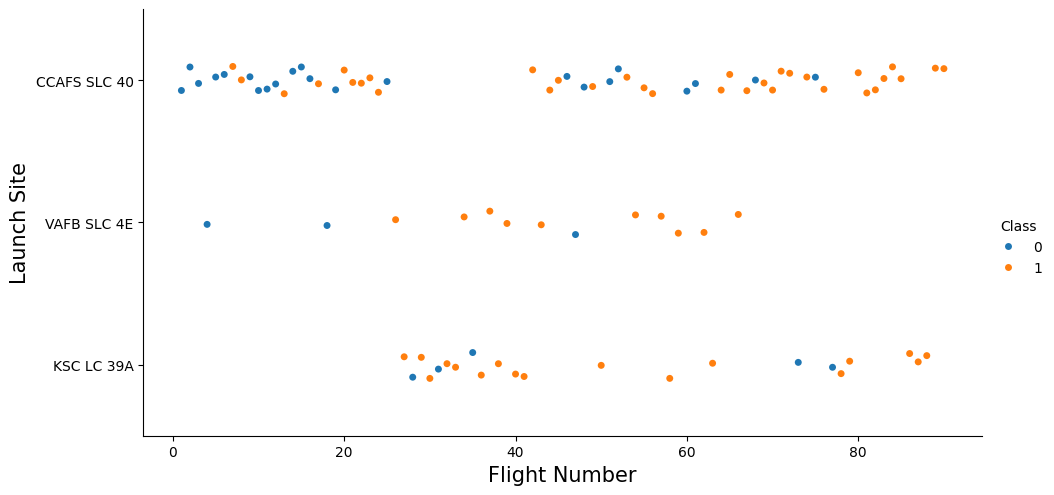 Launch Site
CCAFS SLC 40
VAFB SLC 4E
KSC LC 39A
0 20 40 60 80
Flight Number
Class
0
1